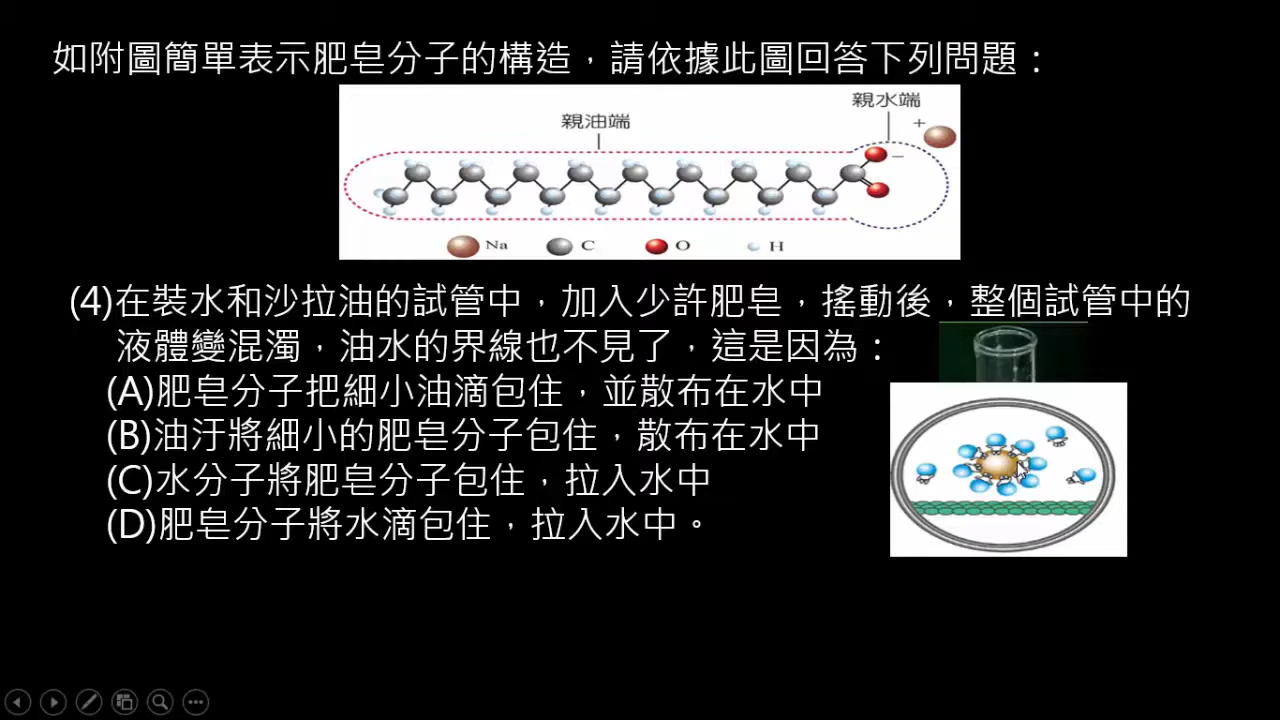 如附圖簡單表示肥皂分子的構造，請依據此圖回答下列問題：
親水端
親油端
+
−
Na C O H
(4)在裝水和沙拉油的試管中，加入少許肥皂，搖動後，整個試管中的
液體變混濁，油水的界線也不見了，這是因為：
(A)肥皂分子把細小油滴包住，並散布在水中
(B)油汙將細小的肥皂分子包住，散布在水中
(C)水分子將肥皂分子包住，拉入水中
(D)肥皂分子將水滴包住，拉入水中。